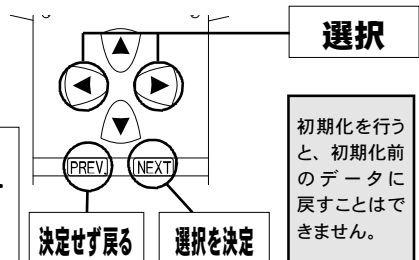 選択
PREV.
NEXT
決定せず戻る
選択を決定
初期化を行う
と、初期化前
のデータに
戻すことはで
きません。